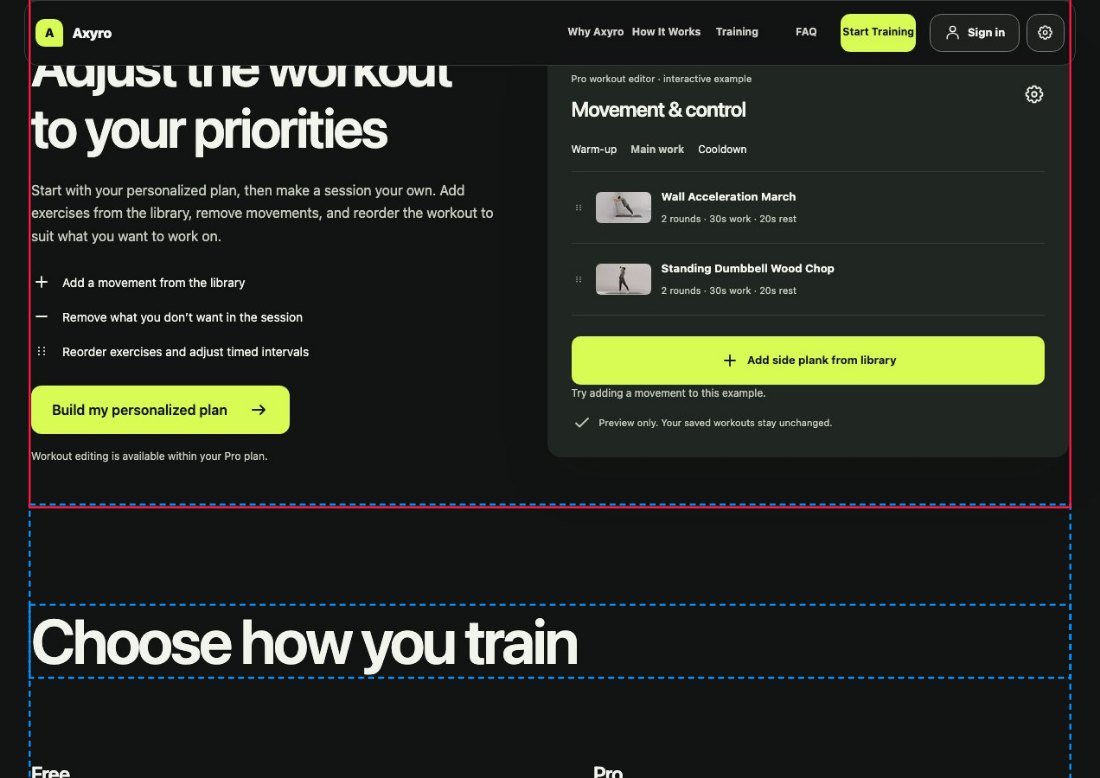 A Axyro
Why Axyro How It Works Training FAQ Start Training Sign in
Adjust the workout
to your priorities
Start with your personalized plan, then make a session your own. Add
exercises from the library, remove movements, and reorder the workout to
suit what you want to work on.
Add a movement from the library
Remove what you don’t want in the session
Reorder exercises and adjust timed intervals
Build my personalized plan
Workout editing is available within your Pro plan.
Pro workout editor · interactive example
Movement & control
Warm-up Main work Cooldown
Wall Acceleration March
2 rounds · 30s work · 20s rest
Standing Dumbbell Wood Chop
2 rounds · 30s work · 20s rest
Add side plank from library
Try adding a movement to this example.
Preview only. Your saved workouts stay unchanged.
Choose how you train
Free
Pro